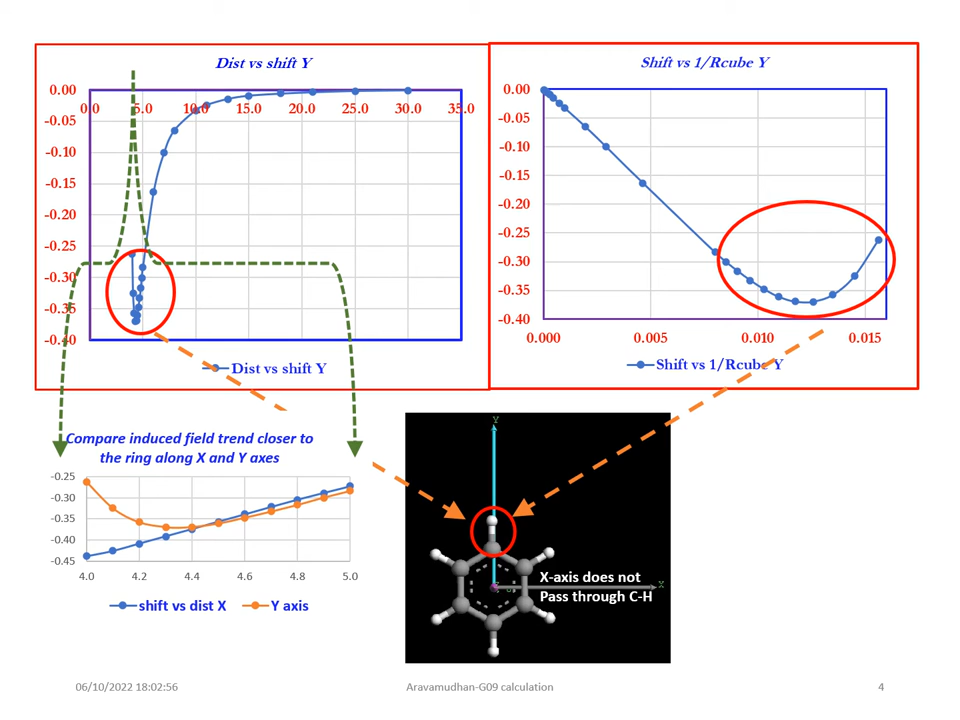 Dist vs shift Y
0.00
-0.05
-0.10
-0.15
-0.20
-0.25
-0.30
-0.35
-0.40
0.0 5.0 10.0 15.0 20.0 25.0 30.0 35.0
Dist vs shift Y
Shift vs 1/Rcube Y
0.00
-0.05
-0.10
-0.15
-0.20
-0.25
-0.30
-0.35
-0.40
0.000 0.005 0.010 0.015
Shift vs 1/Rcube Y
Compare induced field trend closer to
the ring along X and Y axes
-0.25
-0.30
-0.35
-0.40
-0.45
4.0 4.2 4.4 4.6 4.8 5.0
shift vs dist X Y axis
Y
X-axis does not
Pass through C-H
X
06/10/2022 18:02:56 Aravamudhan-G09 calculation 4